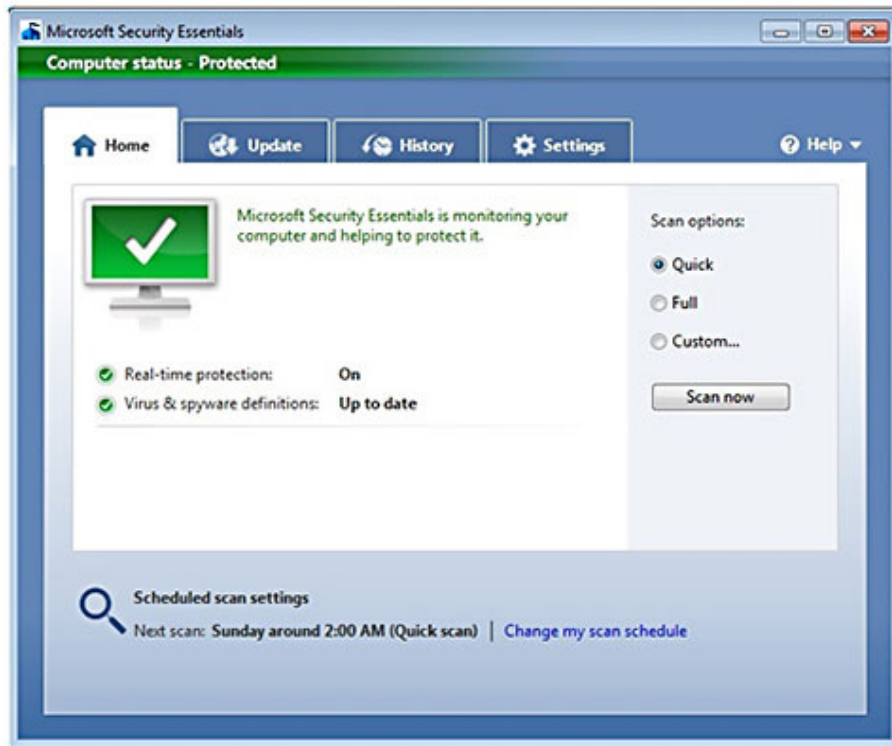 Microsoft Security Essentials
Computer status - Protected
Home
Update
History
Settings
Help
Microsoft Security Essentials is monitoring your
computer and helping to protect it.
Scan options:
Quick
Full
Custom...
Scan now
Real-time protection: On
Virus & spyware definitions: Up to date
Scheduled scan settings
Next scan: Sunday around 2:00 AM (Quick scan) | Change my scan schedule